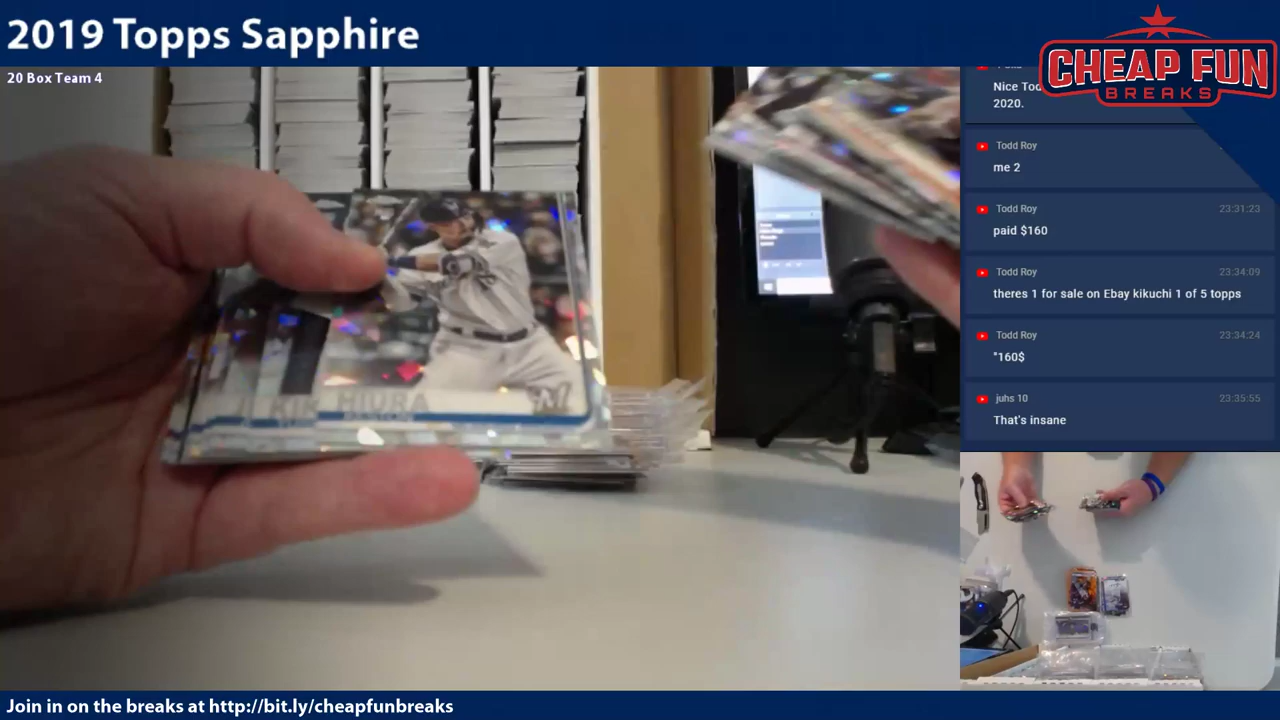 2019 Topps Sapphire
20 Box Team 4
CHEAP FUN
BREAKS
2020.
Todd Roy
me 2
Todd Roy 23:31:23
paid $160
Todd Roy 23:34:09
theres 1 for sale on Ebay kikuchi 1 of 5 topps
Todd Roy 23:34:24
*160$
juhs 10 23:35:55
That's insane
HIURA
KESTON
Join in on the breaks at http://bit.ly/cheapfunbreaks